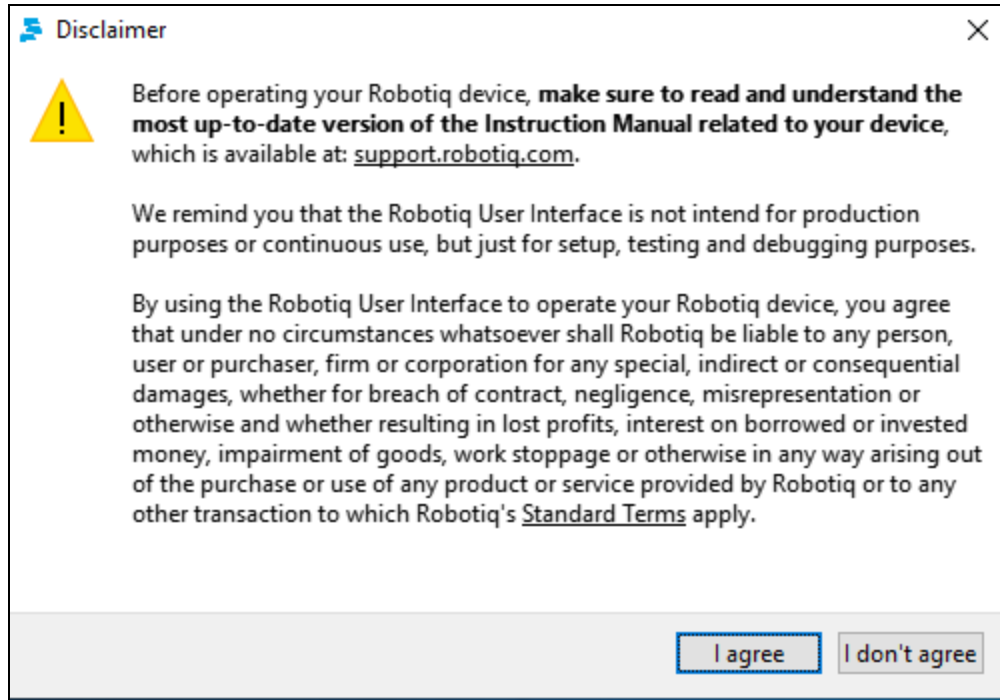 Disclaimer
Before operating your Robotiq device, make sure to read and understand the
most up-to-date version of the Instruction Manual related to your device,
which is available at: support.robotiq.com.
We remind you that the Robotiq User Interface is not intend for production
purposes or continuous use, but just for setup, testing and debugging purposes.
By using the Robotiq User Interface to operate your Robotiq device, you agree
that under no circumstances whatsoever shall Robotiq be liable to any person,
user or purchaser, firm or corporation for any special, indirect or consequential
damages, whether for breach of contract, negligence, misrepresentation or
otherwise and whether resulting in lost profits, interest on borrowed or invested
money, impairment of goods, work stoppage or otherwise in any way arising out
of the purchase or use of any product or service provided by Robotiq or to any
other transaction to which Robotiq's Standard Terms apply.
I agree
I don't agree